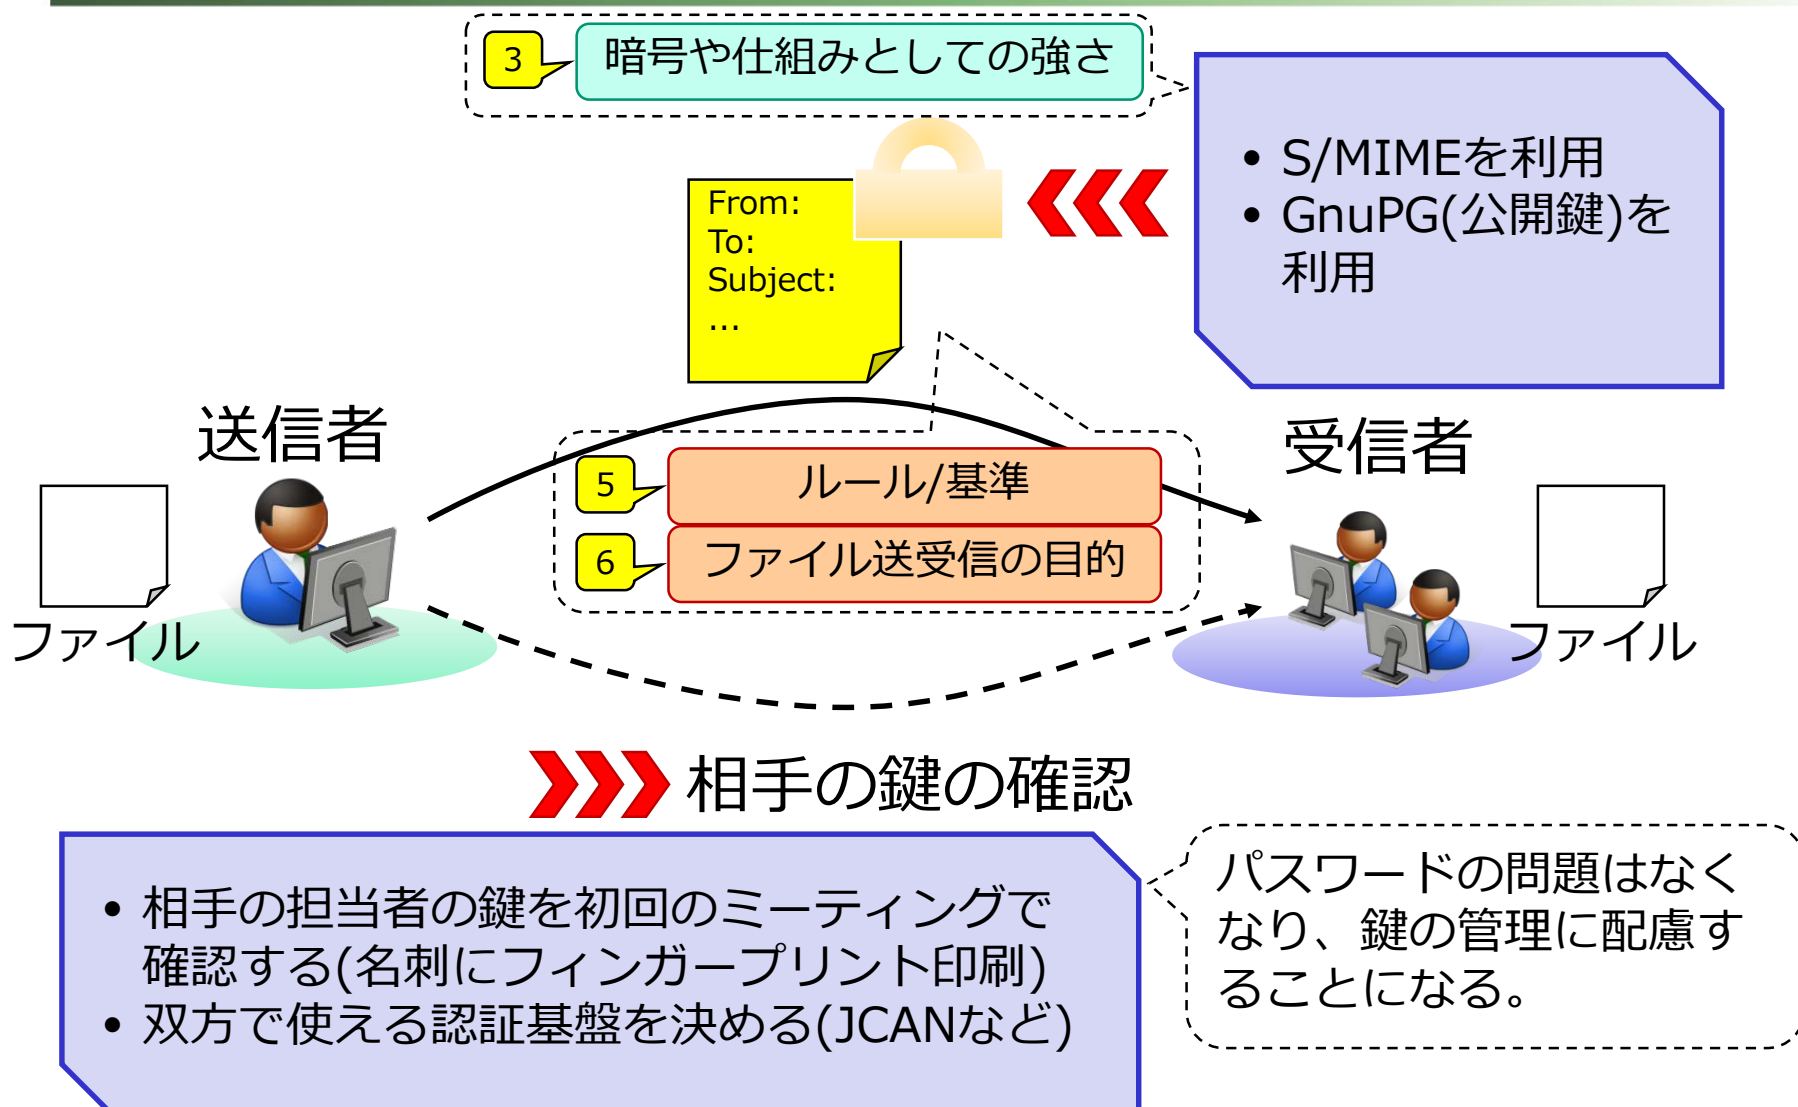 3
暗号や仕組みとしての強さ
• S/MIMEを利用
• GnuPG(公開鍵)を
利用
From:
To:
Subject:
...
送信者
受信者
5
ルール/基準
6
ファイル送受信の目的
ファイル
ファイル
相手の鍵の確認
• 相手の担当者の鍵を初回のミーティングで
確認する(名刺にフィンガープリント印刷)
• 双方で使える認証基盤を決める(JCANなど)
パスワードの問題はなく
なり、鍵の管理に配慮す
ることになる。